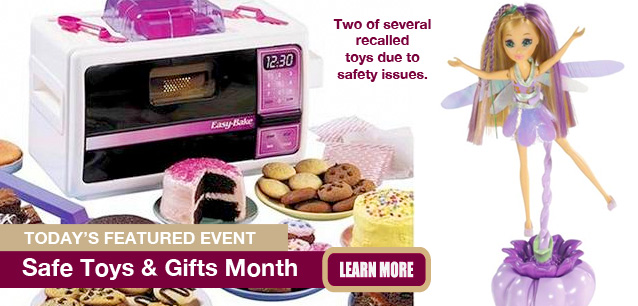 Two of several
recalled
toys due to
safety issues.
12:30
Easy-Bake
TODAY'S FEATURED EVENT
Safe Toys & Gifts Month
LEARN MORE